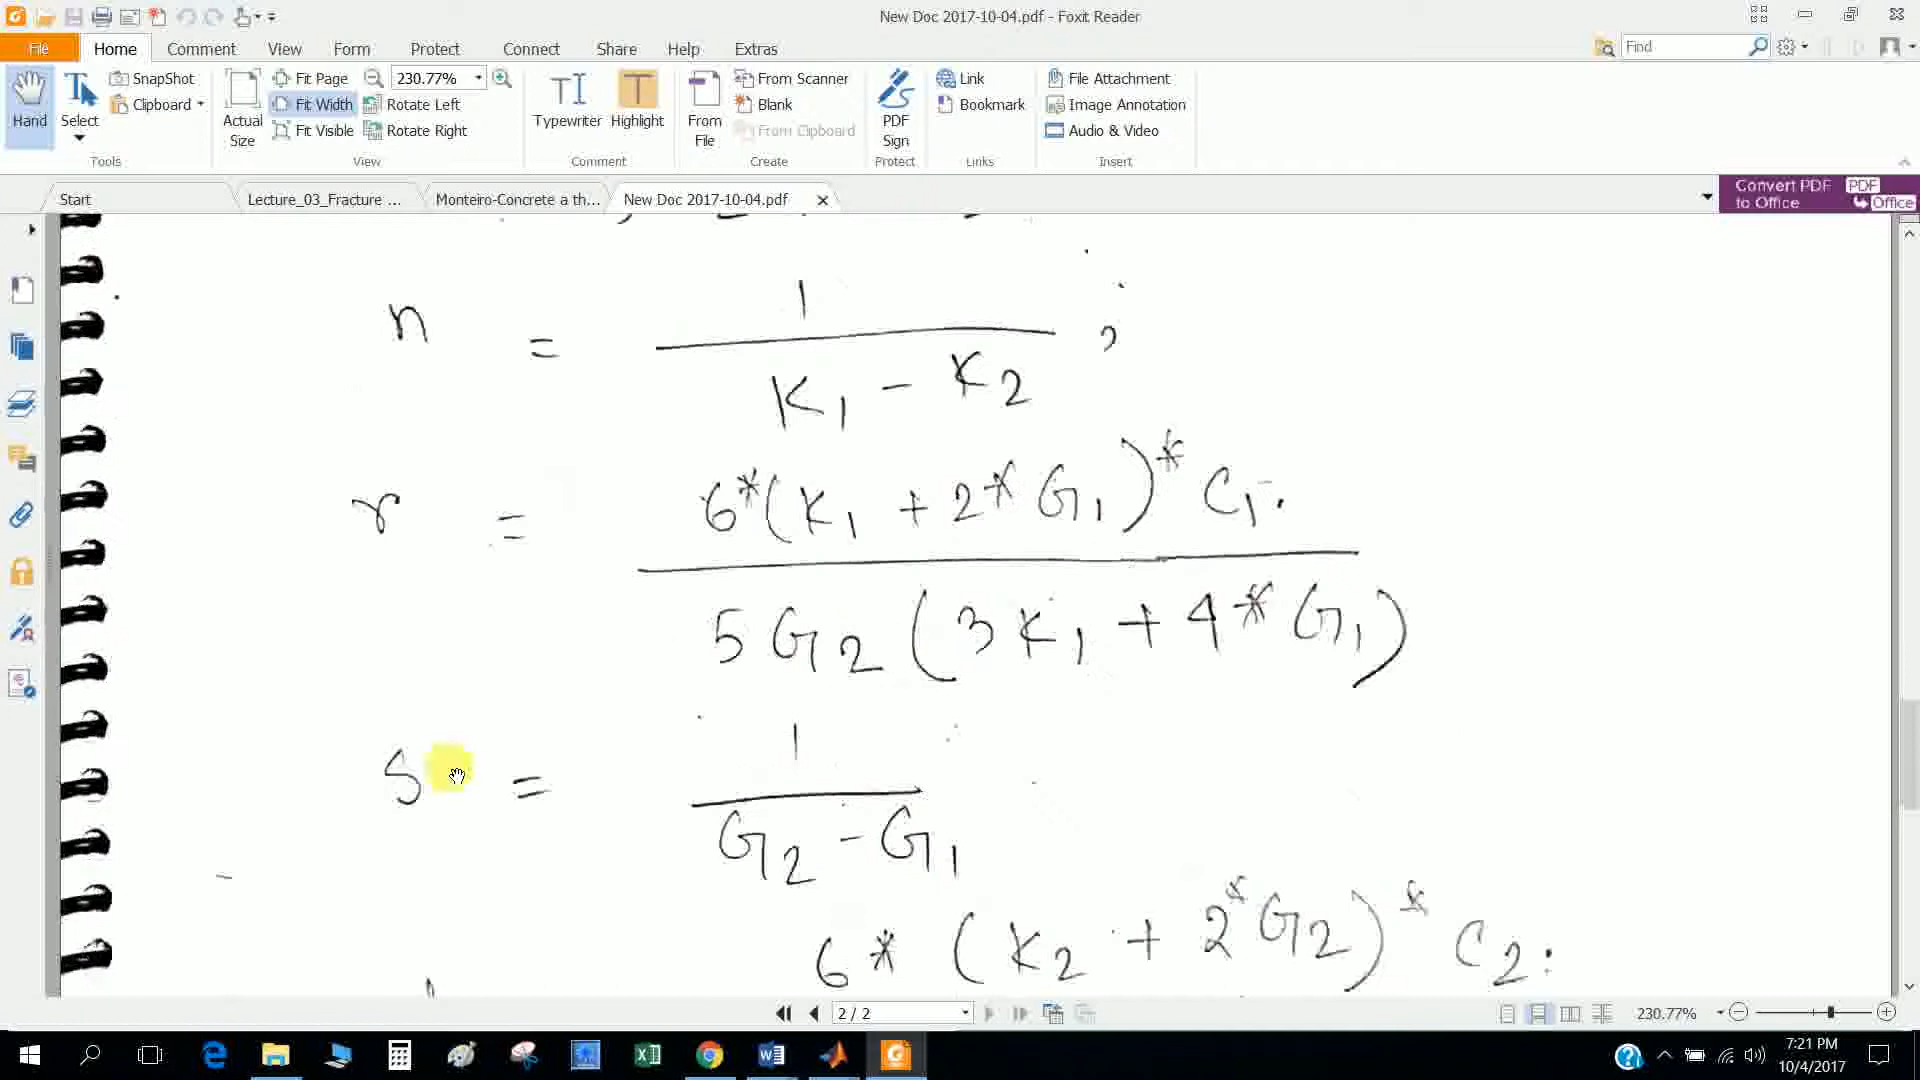 New Doc 2017-10-04.pdf - Foxit Reader
File Home Comment View Form Protect Connect Share Help Extras Find
Hand
Select
SnapShot
Clipboard
Tools
Actual Size
Fit Page
Fit Width
Fit Visible
230.77%
Rotate Left
Rotate Right
View
Typewriter
Highlight
Comment
From File
From Scanner
Blank
From Clipboard
Create
PDF Sign
Protect
Link
Bookmark
Links
File Attachment
Image Annotation
Audio & Video
Insert
Start
Lecture_03_Fracture ...
Monteiro-Concrete a th...
New Doc 2017-10-04.pdf
Convert PDF to Office
PDF Office
n = 1
K1 - K2 ,
r = 6*(K1 + 2*G1)* C1.
5 G2 (3K1 + 4*G1)
S = 1
G2 - G1
6* (K2 + 2*G2)* C2.
2 / 2
230.77%
7:21 PM
10/4/2017